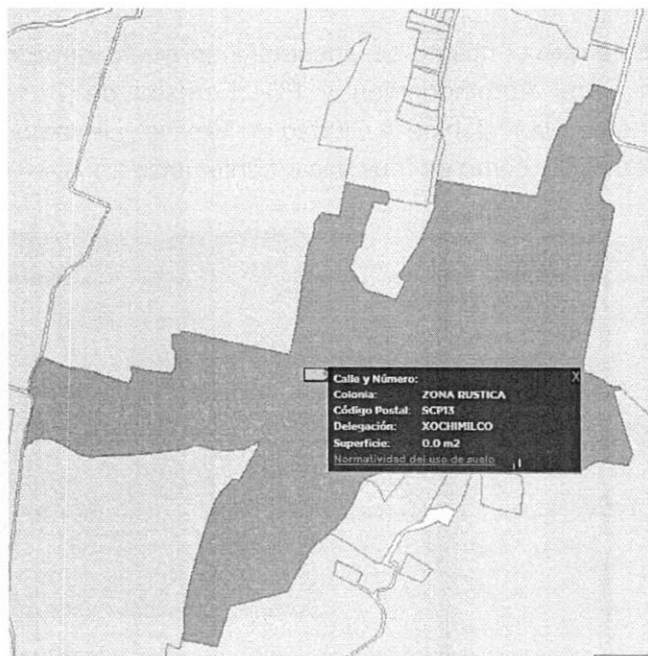 Calle y Número: X
Colonia: ZONA RUSTICA
Código Postal: SCP13
Delegación: XOCHIMILCO
Superficie: 0.0 m2
Normatividad del uso de suelo